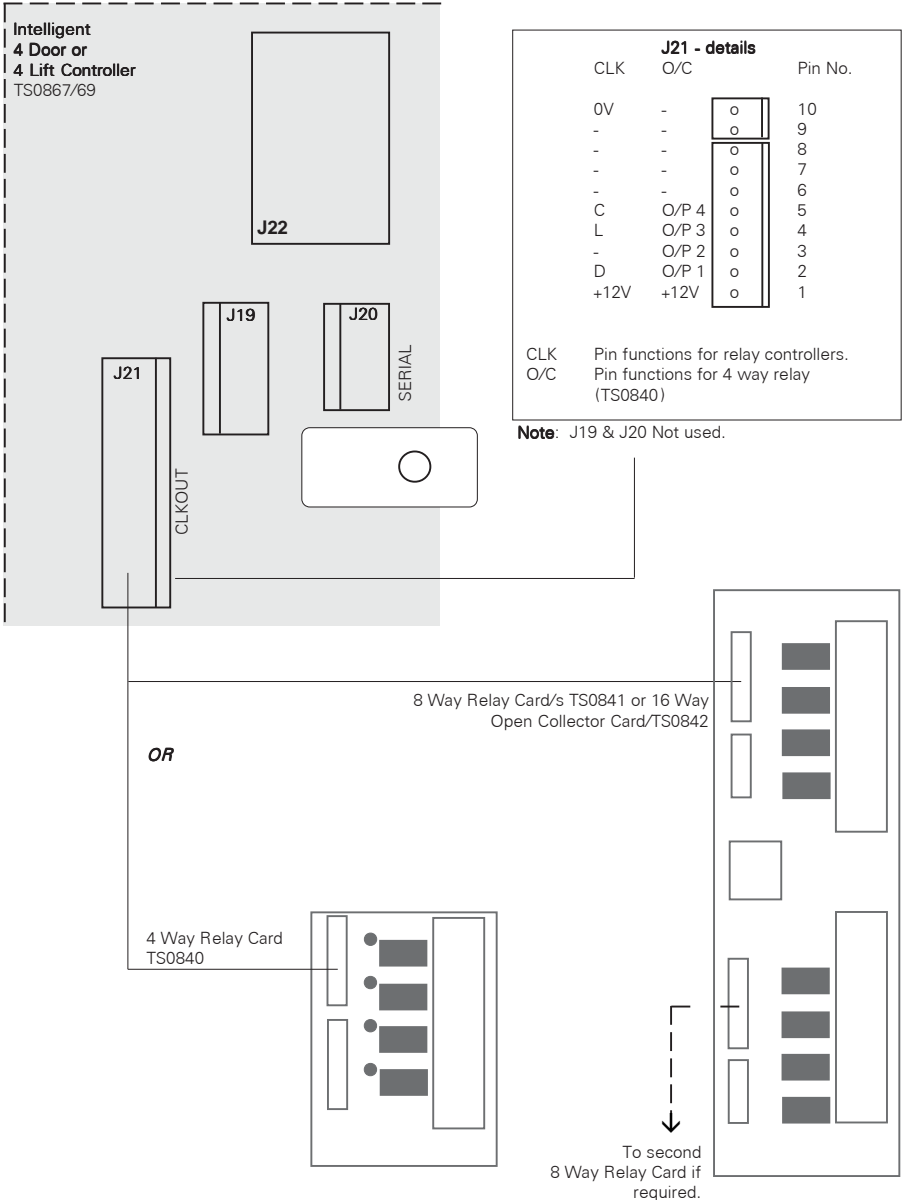 Intelligent
4 Door or
4 Lift Controller
TS0867/69
J22
J19
J20
SERIAL
J21
CLKOUT
J21 - details
CLK O/C Pin No.
0V - o 10
- - o 9
- - o 8
- - o 7
- - o 6
C O/P 4 o 5
L O/P 3 o 4
- O/P 2 o 3
D O/P 1 o 2
+12V +12V o 1
CLK Pin functions for relay controllers.
O/C Pin functions for 4 way relay
(TS0840)
Note: J19 & J20 Not used.
8 Way Relay Card/s TS0841 or 16 Way
Open Collector Card/TS0842
OR
4 Way Relay Card
TS0840
To second
8 Way Relay Card if
required.